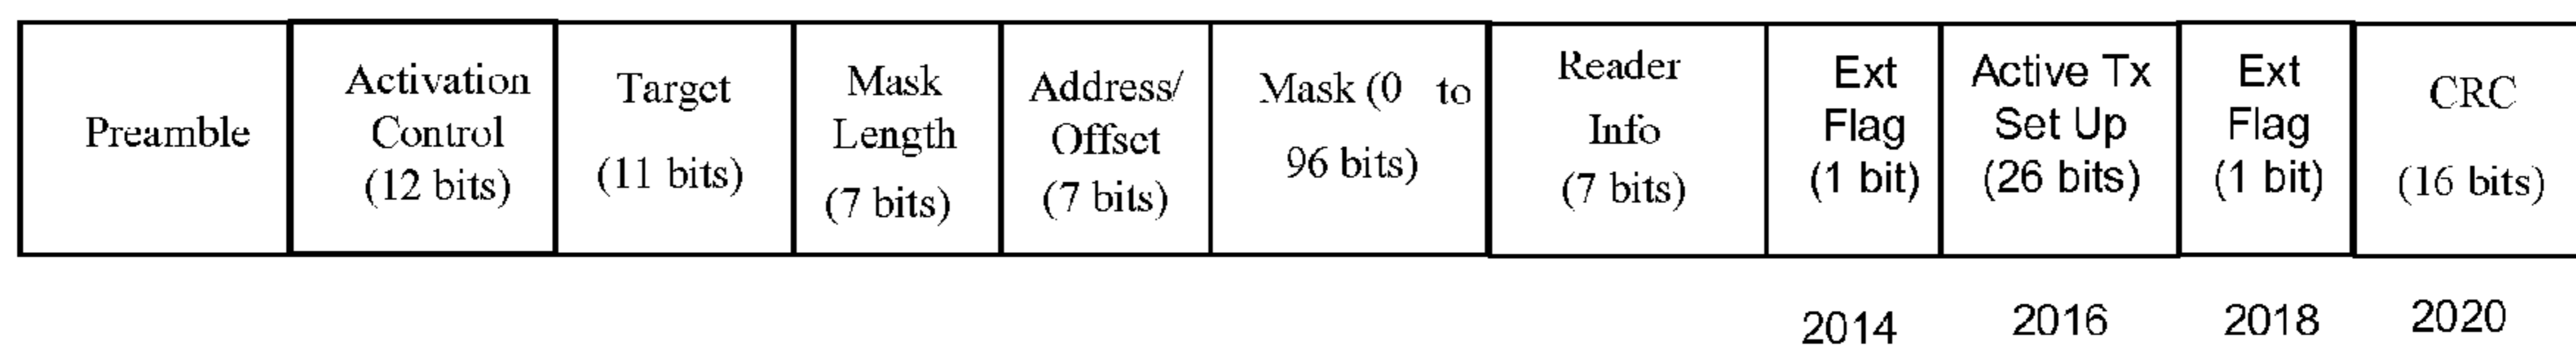 Preamble
Activation
Control
(12 bits)
Target
(11 bits)
Mask
Length
(7 bits)
Address/
Offset
(7 bits)
Mask (0 to
96 bits)
Reader
Info
(7 bits)
Ext
Flag
(1 bit)
Active Tx
Set Up
(26 bits)
Ext
Flag
(1 bit)
CRC
(16 bits)
2014
2016
2018
2020